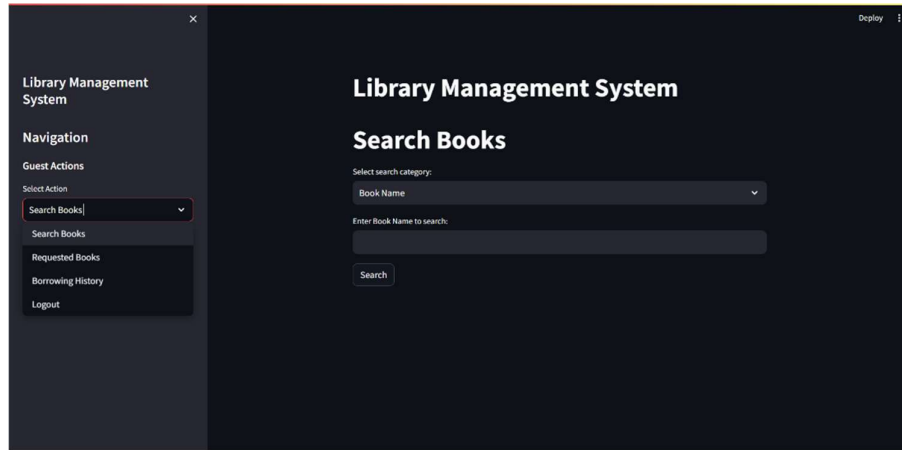 Deploy
Library Management
System
Navigation
Guest Actions
Select Action
Search Books
Search Books
Requested Books
Borrowing History
Logout
Library Management System
Search Books
Select search category:
Book Name
Enter Book Name to search:
Search